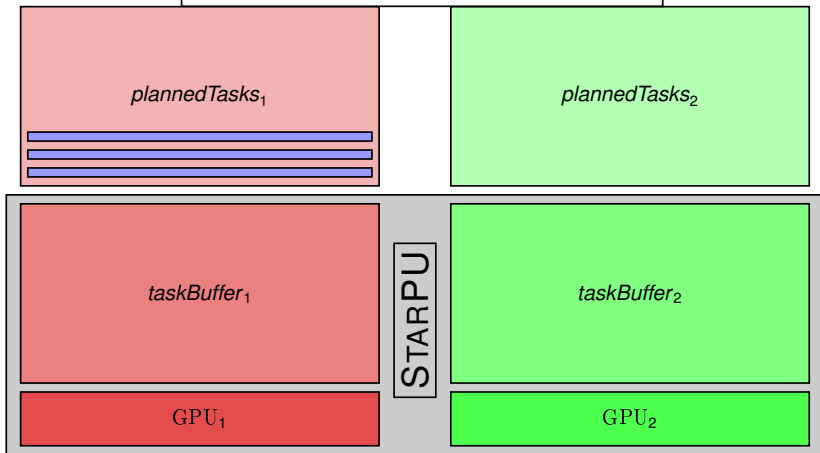 plannedTasks₁
plannedTasks₂
taskBuffer₁
STARPU
taskBuffer₂
GPU₁
GPU₂